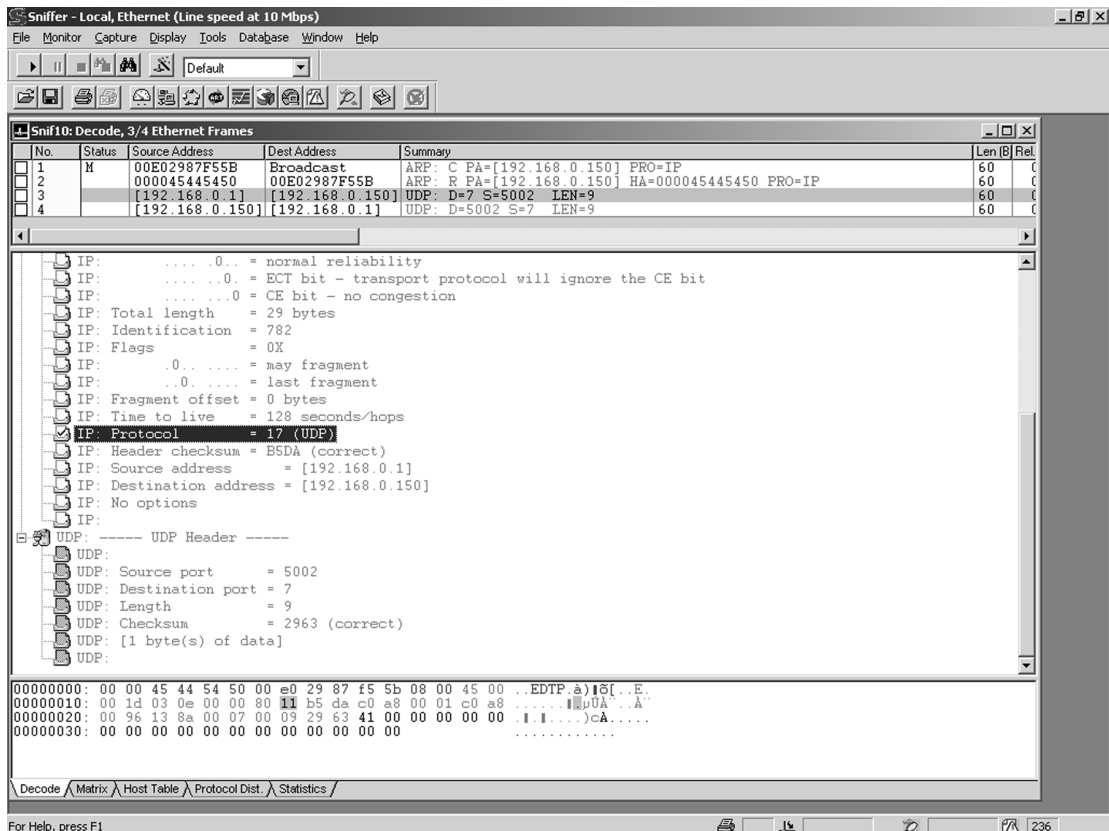 Sniffer - Local, Ethernet (Line speed at 10 Mbps)
File Monitor Capture Display Tools Database Window Help
Default
Snif10: Decode, 3/4 Ethernet Frames
No. Status Source Address Dest Address Summary Len (B Rel.
1 M 00E02987F55B Broadcast ARP: C PA=[192.168.0.150] PRO=IP 60 0
2 000045445450 00E02987F55B ARP: R PA=[192.168.0.150] HA=000045445450 PRO=IP 60 0
3 [192.168.0.1] [192.168.0.150] UDP: D=7 S=5002 LEN=9 60 0
4 [192.168.0.150] [192.168.0.1] UDP: D=5002 S=7 LEN=9 60 0
IP: .... .0.. = normal reliability
IP: .... ..0. = ECT bit - transport protocol will ignore the CE bit
IP: .... ...0 = CE bit - no congestion
IP: Total length = 29 bytes
IP: Identification = 782
IP: Flags = 0X
IP: .0.. .... = may fragment
IP: ..0. .... = last fragment
IP: Fragment offset = 0 bytes
IP: Time to live = 128 seconds/hops
IP: Protocol = 17 (UDP)
IP: Header checksum = B5DA (correct)
IP: Source address = [192.168.0.1]
IP: Destination address = [192.168.0.150]
IP: No options
IP:
UDP: ----- UDP Header -----
UDP:
UDP: Source port = 5002
UDP: Destination port = 7
UDP: Length = 9
UDP: Checksum = 2963 (correct)
UDP: [1 byte(s) of data]
UDP:
00000000: 00 00 45 44 54 50 00 e0 29 87 f5 5b 08 00 45 00 ..EDTP.à)‖õ[..E.
00000010: 00 1d 03 0e 00 00 80 11 b5 da c0 a8 00 01 c0 a8
00000020: 00 96 13 8a 00 07 00 09 29 63 41 00 00 00 00 00
00000030: 00 00 00 00 00 00 00 00 00 00 00 00 ............
Decode Matrix Host Table Protocol Dist. Statistics
For Help, press F1 236